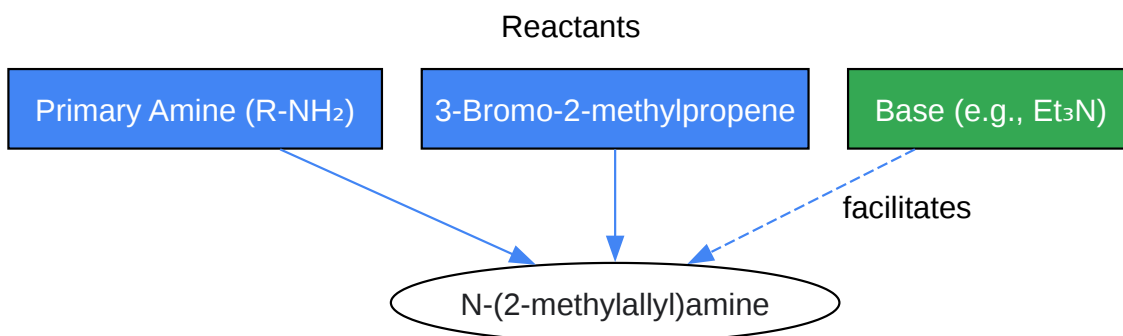 Reactants
Primary Amine (R-NH₂)
3-Bromo-2-methylpropene
Base (e.g., Et₃N)
facilitates
N-(2-methylallyl)amine